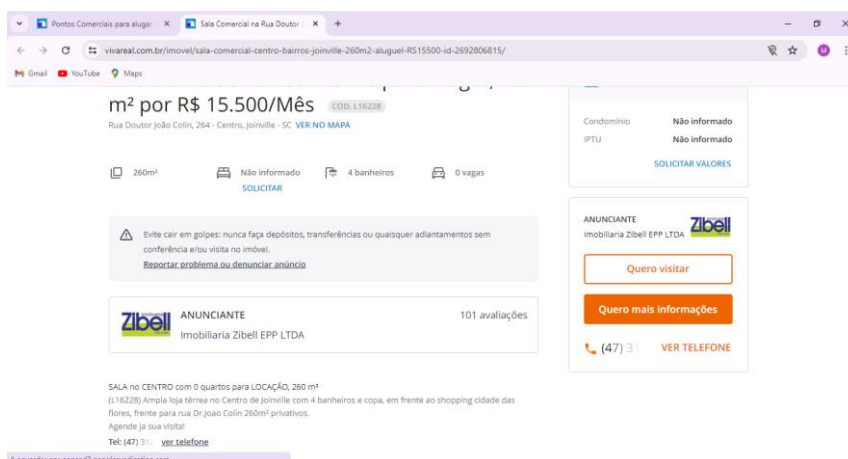 Pontos Comerciais para alugar
Sala Comercial na Rua Doutor
vivareal.com.br/imovel/sala-comercial-centro-bairros-joinville-260m2-aluguel-RS15500-id-2692806815/
M
Gmail YouTube Maps
m² por R$ 15.500/Mês COD. L16228
Rua Doutor João Colin, 264 - Centro, Joinville - SC VER NO MAPA
260m² Não informado 4 banheiros 0 vagas
SOLICITAR
Evite cair em golpes: nunca faça depósitos, transferências ou quaisquer adiantamentos sem
conferência e/ou visita no imóvel.
Reportar problema ou denunciar anúncio
Zibell
ANUNCIANTE 101 avaliações
Imobiliaria Zibell EPP LTDA
SALA no CENTRO com 0 quartos para LOCAÇÃO, 260 m²
(L16228) Ampla loja térrea no Centro de Joinville com 4 banheiros e copa, em frente ao shopping cidade das
flores, frente para rua Dr.Joao Colin 260m² privativos.
Agende ja sua visita!
Tel: (47) 31 ver telefone
Condomínio Não informado
IPTU Não informado
SOLICITAR VALORES
ANUNCIANTE
Imobiliaria Zibell EPP LTDA
Zibell
Quero visitar
Quero mais informações
(47) 31 VER TELEFONE